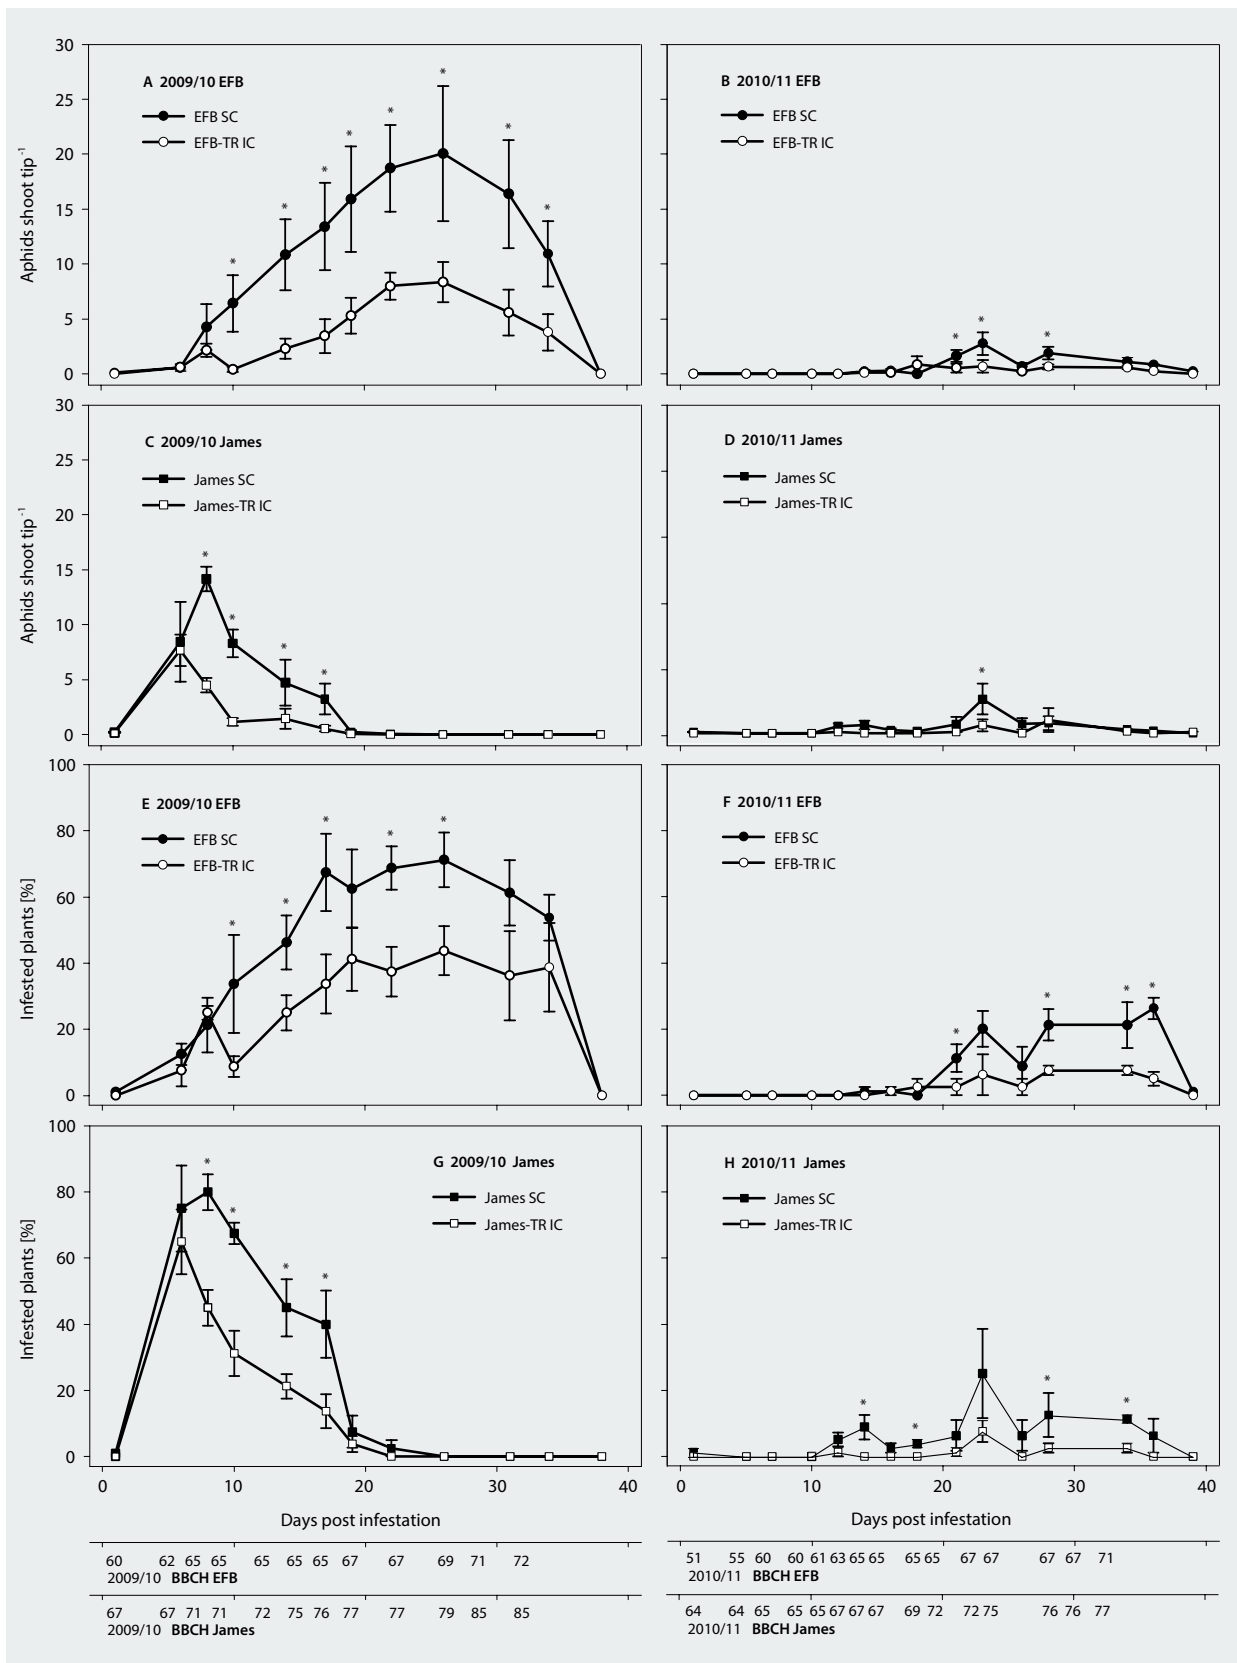 A 2009/10 EFB
EFB SC
EFB-TR IC
30
25
20
15
10
5
0
Aphids shoot tip-1
*
*
*
*
*
*
*
*
B 2010/11 EFB
EFB SC
EFB-TR IC
*
*
*
C 2009/10 James
James SC
James-TR IC
30
25
20
15
10
5
0
Aphids shoot tip-1
*
*
*
*
D 2010/11 James
James SC
James-TR IC
*
E 2009/10 EFB
EFB SC
EFB-TR IC
100
80
60
40
20
0
Infested plants [%]
*
*
*
*
*
F 2010/11 EFB
EFB SC
EFB-TR IC
*
*
*
*
G 2009/10 James
James SC
James-TR IC
100
80
60
40
20
0
Infested plants [%]
*
*
*
*
0 10 20 30 40
Days post infestation
H 2010/11 James
James SC
James-TR IC
*
*
*
*
0 10 20 30 40
Days post infestation
60 62 65 65 65 65 65 67 67 69 71 72
2009/10 BBCH EFB
67 67 71 71 72 75 76 77 77 79 85 85
2009/10 BBCH James
51 55 60 60 61 63 65 65 65 65 67 67 67 67 71
2010/11 BBCH EFB
64 64 65 65 65 67 67 67 69 72 72 75 76 76 77
2010/11 BBCH James